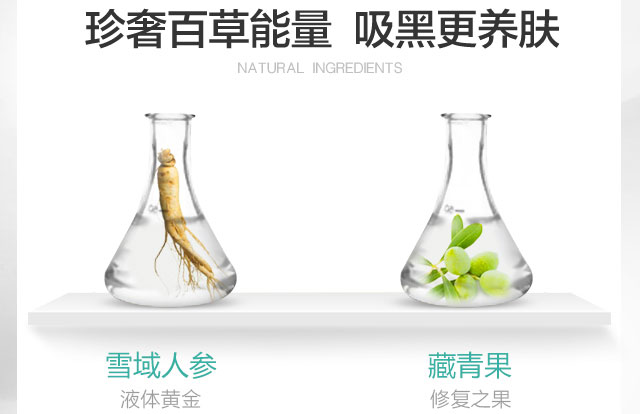 珍奢百草能量 吸黑更养肤
NATURAL INGREDIENTS
雪域人参
藏青果
液体黄金
修复之果